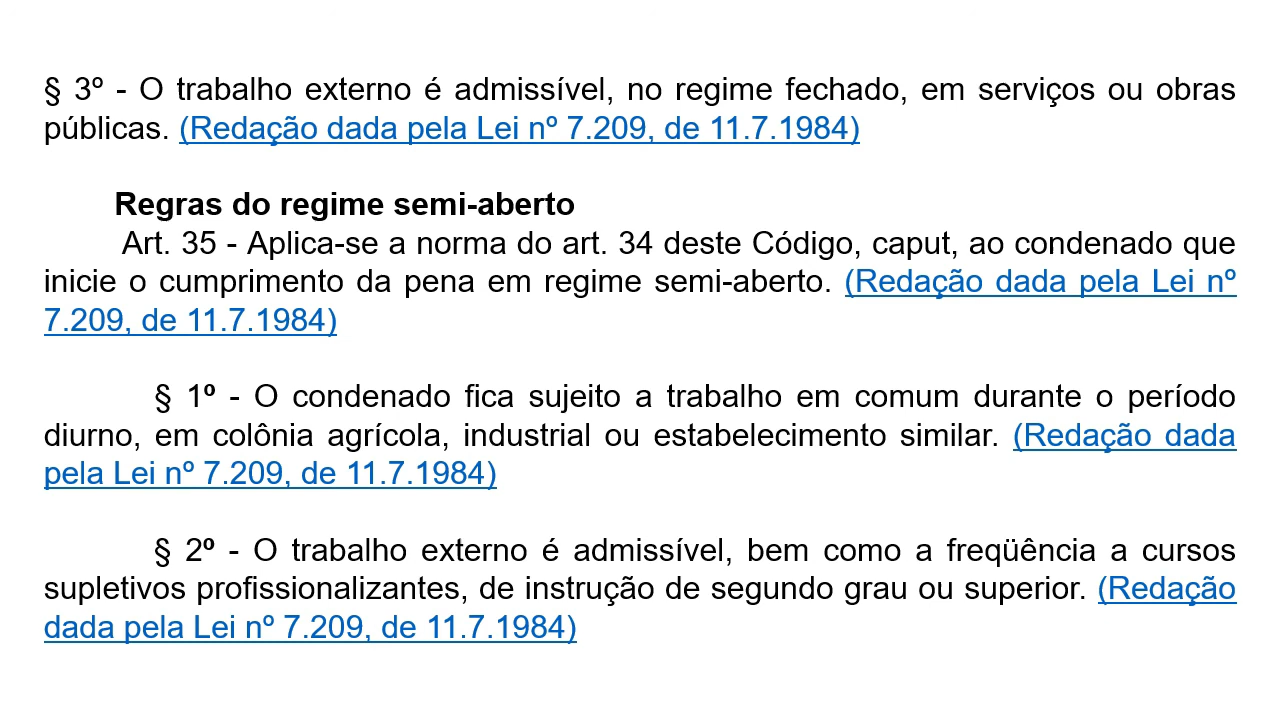 § 3º - O trabalho externo é admissível, no regime fechado, em serviços ou obras
públicas. (Redação dada pela Lei nº 7.209, de 11.7.1984)
Regras do regime semi-aberto
Art. 35 - Aplica-se a norma do art. 34 deste Código, caput, ao condenado que
inicie o cumprimento da pena em regime semi-aberto. (Redação dada pela Lei nº
7.209, de 11.7.1984)
§ 1º - O condenado fica sujeito a trabalho em comum durante o período
diurno, em colônia agrícola, industrial ou estabelecimento similar. (Redação dada
pela Lei nº 7.209, de 11.7.1984)
§ 2º - O trabalho externo é admissível, bem como a freqüência a cursos
supletivos profissionalizantes, de instrução de segundo grau ou superior. (Redação
dada pela Lei nº 7.209, de 11.7.1984)